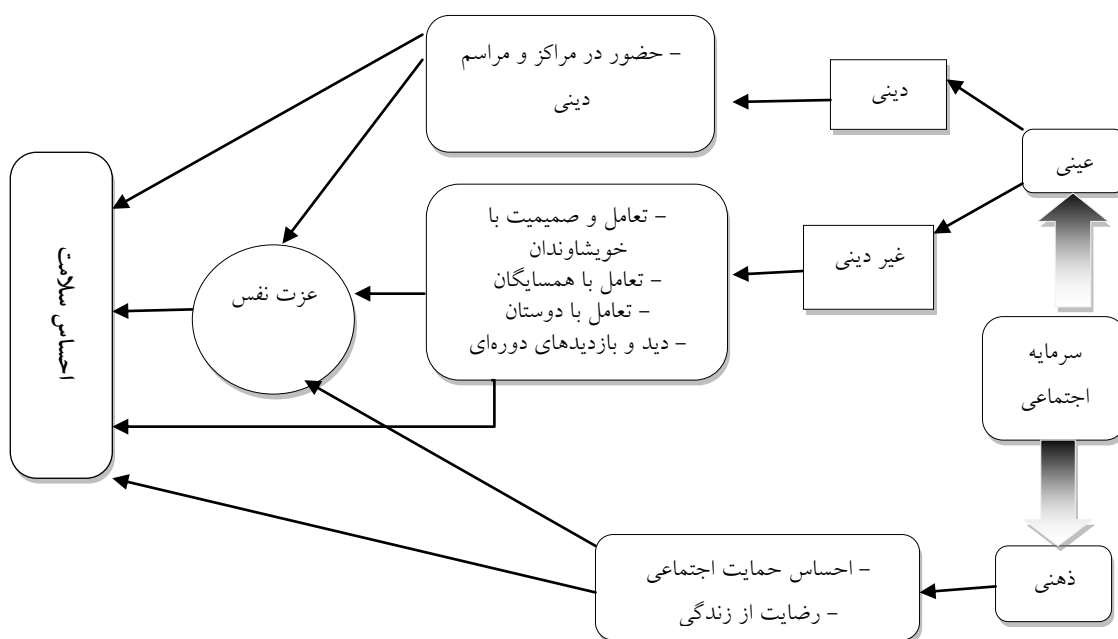 – حضور در مراکز و مراسم
دینی
دینی
عینی
– تعامل و صمیمیت با
خویشاوندان
– تعامل با همسایگان
– تعامل با دوستان
– دید و بازدیدهای دوره‌ای
غیر دینی
عزت نفس
احساس سلامت
سرمایه
اجتماعی
– احساس حمایت اجتماعی
– رضایت از زندگی
ذهنی